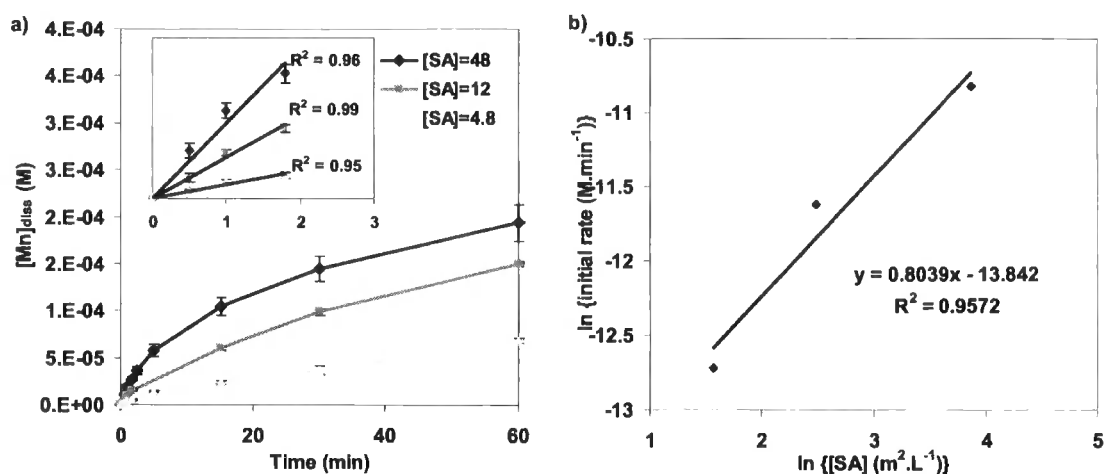 a)
4.E-04
4.E-04
3.E-04
3.E-04
2.E-04
2.E-04
1.E-04
5.E-05
0.E+00
[Mn]diss (M)
0 20 40 60
Time (min)
R² = 0.96
R² = 0.99
R² = 0.95
0 1 2 3
[SA]=48
[SA]=12
[SA]=4.8
b)
-10.5
-11
-11.5
-12
-12.5
-13
ln {initial rate (M.min⁻¹)}
y = 0.8039x - 13.842
R² = 0.9572
1 2 3 4 5
ln {[SA] (m².L⁻¹)}